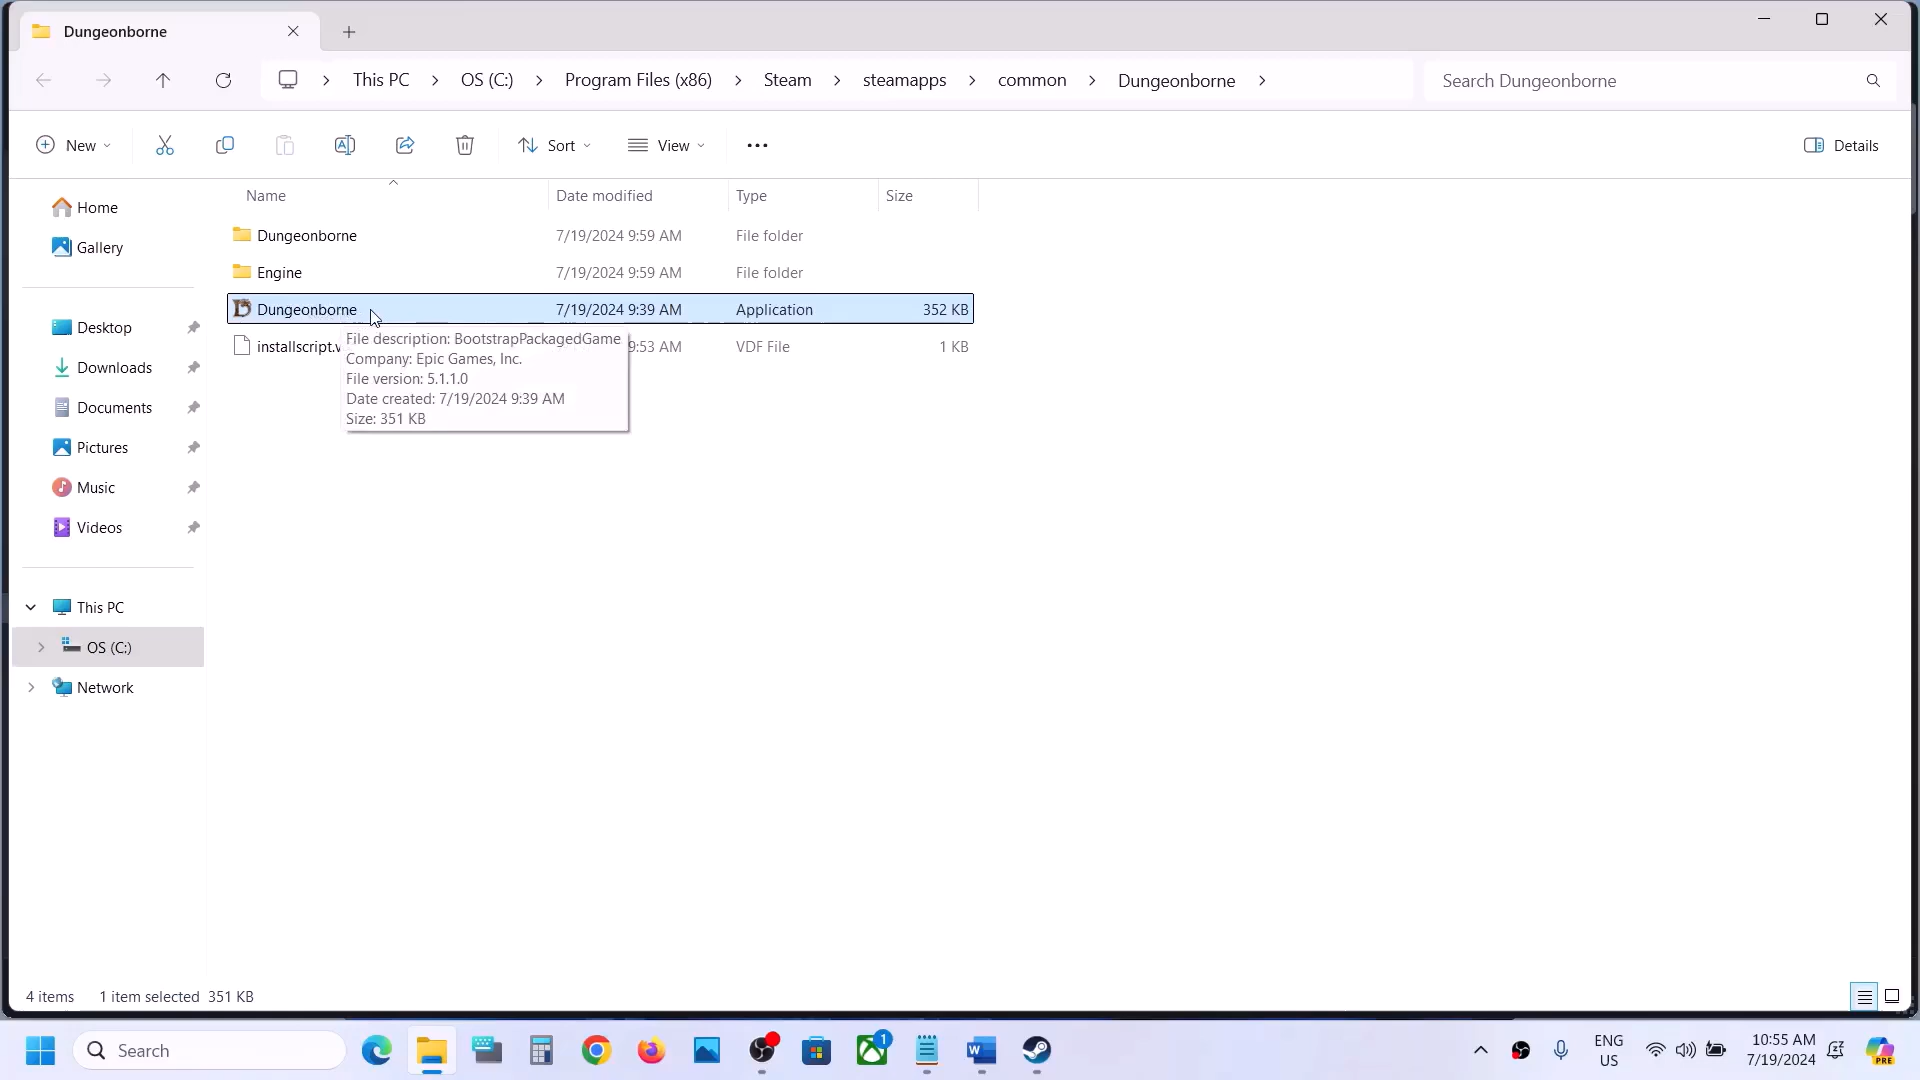 Dungeonborne
This PC
OS (C:)
Program Files (x86)
Steam
steamapps
common
Dungeonborne
Search Dungeonborne
New
Sort
View
Details
Name
Date modified
Type
Size
Home
Gallery
Desktop
Downloads
Documents
Pictures
Music
Videos
This PC
OS (C:)
Network
Dungeonborne 7/19/2024 9:59 AM File folder
Engine 7/19/2024 9:59 AM File folder
Dungeonborne 7/19/2024 9:39 AM Application 352 KB
9:53 AM VDF File 1 KB
File description: BootstrapPackagedGame
Company: Epic Games, Inc.
File version: 5.1.1.0
Date created: 7/19/2024 9:39 AM
Size: 351 KB
4 items 1 item selected 351 KB
Search
1
ENG
US
10:55 AM
7/19/2024
PRE